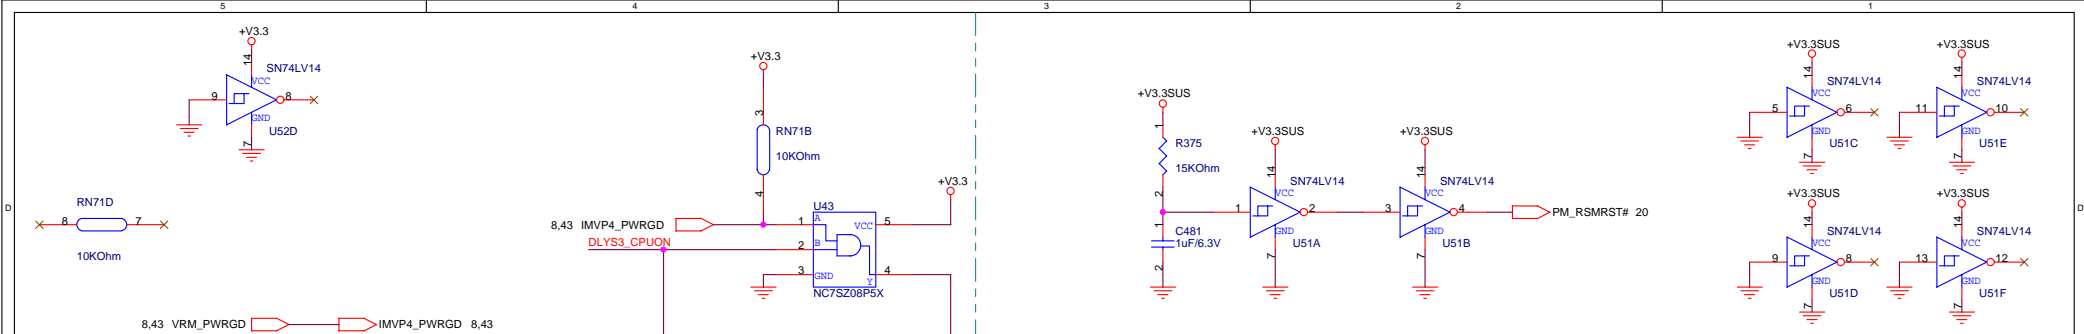 5 4 3 2 1
D
D
+V3.3
14
SN74LV14
VCC
9
8
GND
U52D
7
RN71D
8
7
10KOhm
8,43 VRM_PWRGD
IMVP4_PWRGD 8,43
+V3.3
3
RN71B
10KOhm
4
+V3.3
U43
8,43 IMVP4_PWRGD
1
A
VCC
5
DLYS3_CPUON
2
B
3
GND
Y
4
NC7SZ08P5X
+V3.3SUS
1
R375
15KOhm
2
1
C481
1uF/6.3V
2
+V3.3SUS
14
SN74LV14
VCC
1
2
GND
U51A
7
+V3.3SUS
14
SN74LV14
VCC
3
4
GND
U51B
7
PM_RSMRST# 20
+V3.3SUS
14
SN74LV14
VCC
5
6
GND
U51C
7
+V3.3SUS
14
SN74LV14
VCC
11
10
GND
U51E
7
+V3.3SUS
14
SN74LV14
VCC
9
8
GND
U51D
7
+V3.3SUS
14
SN74LV14
VCC
13
12
GND
U51F
7